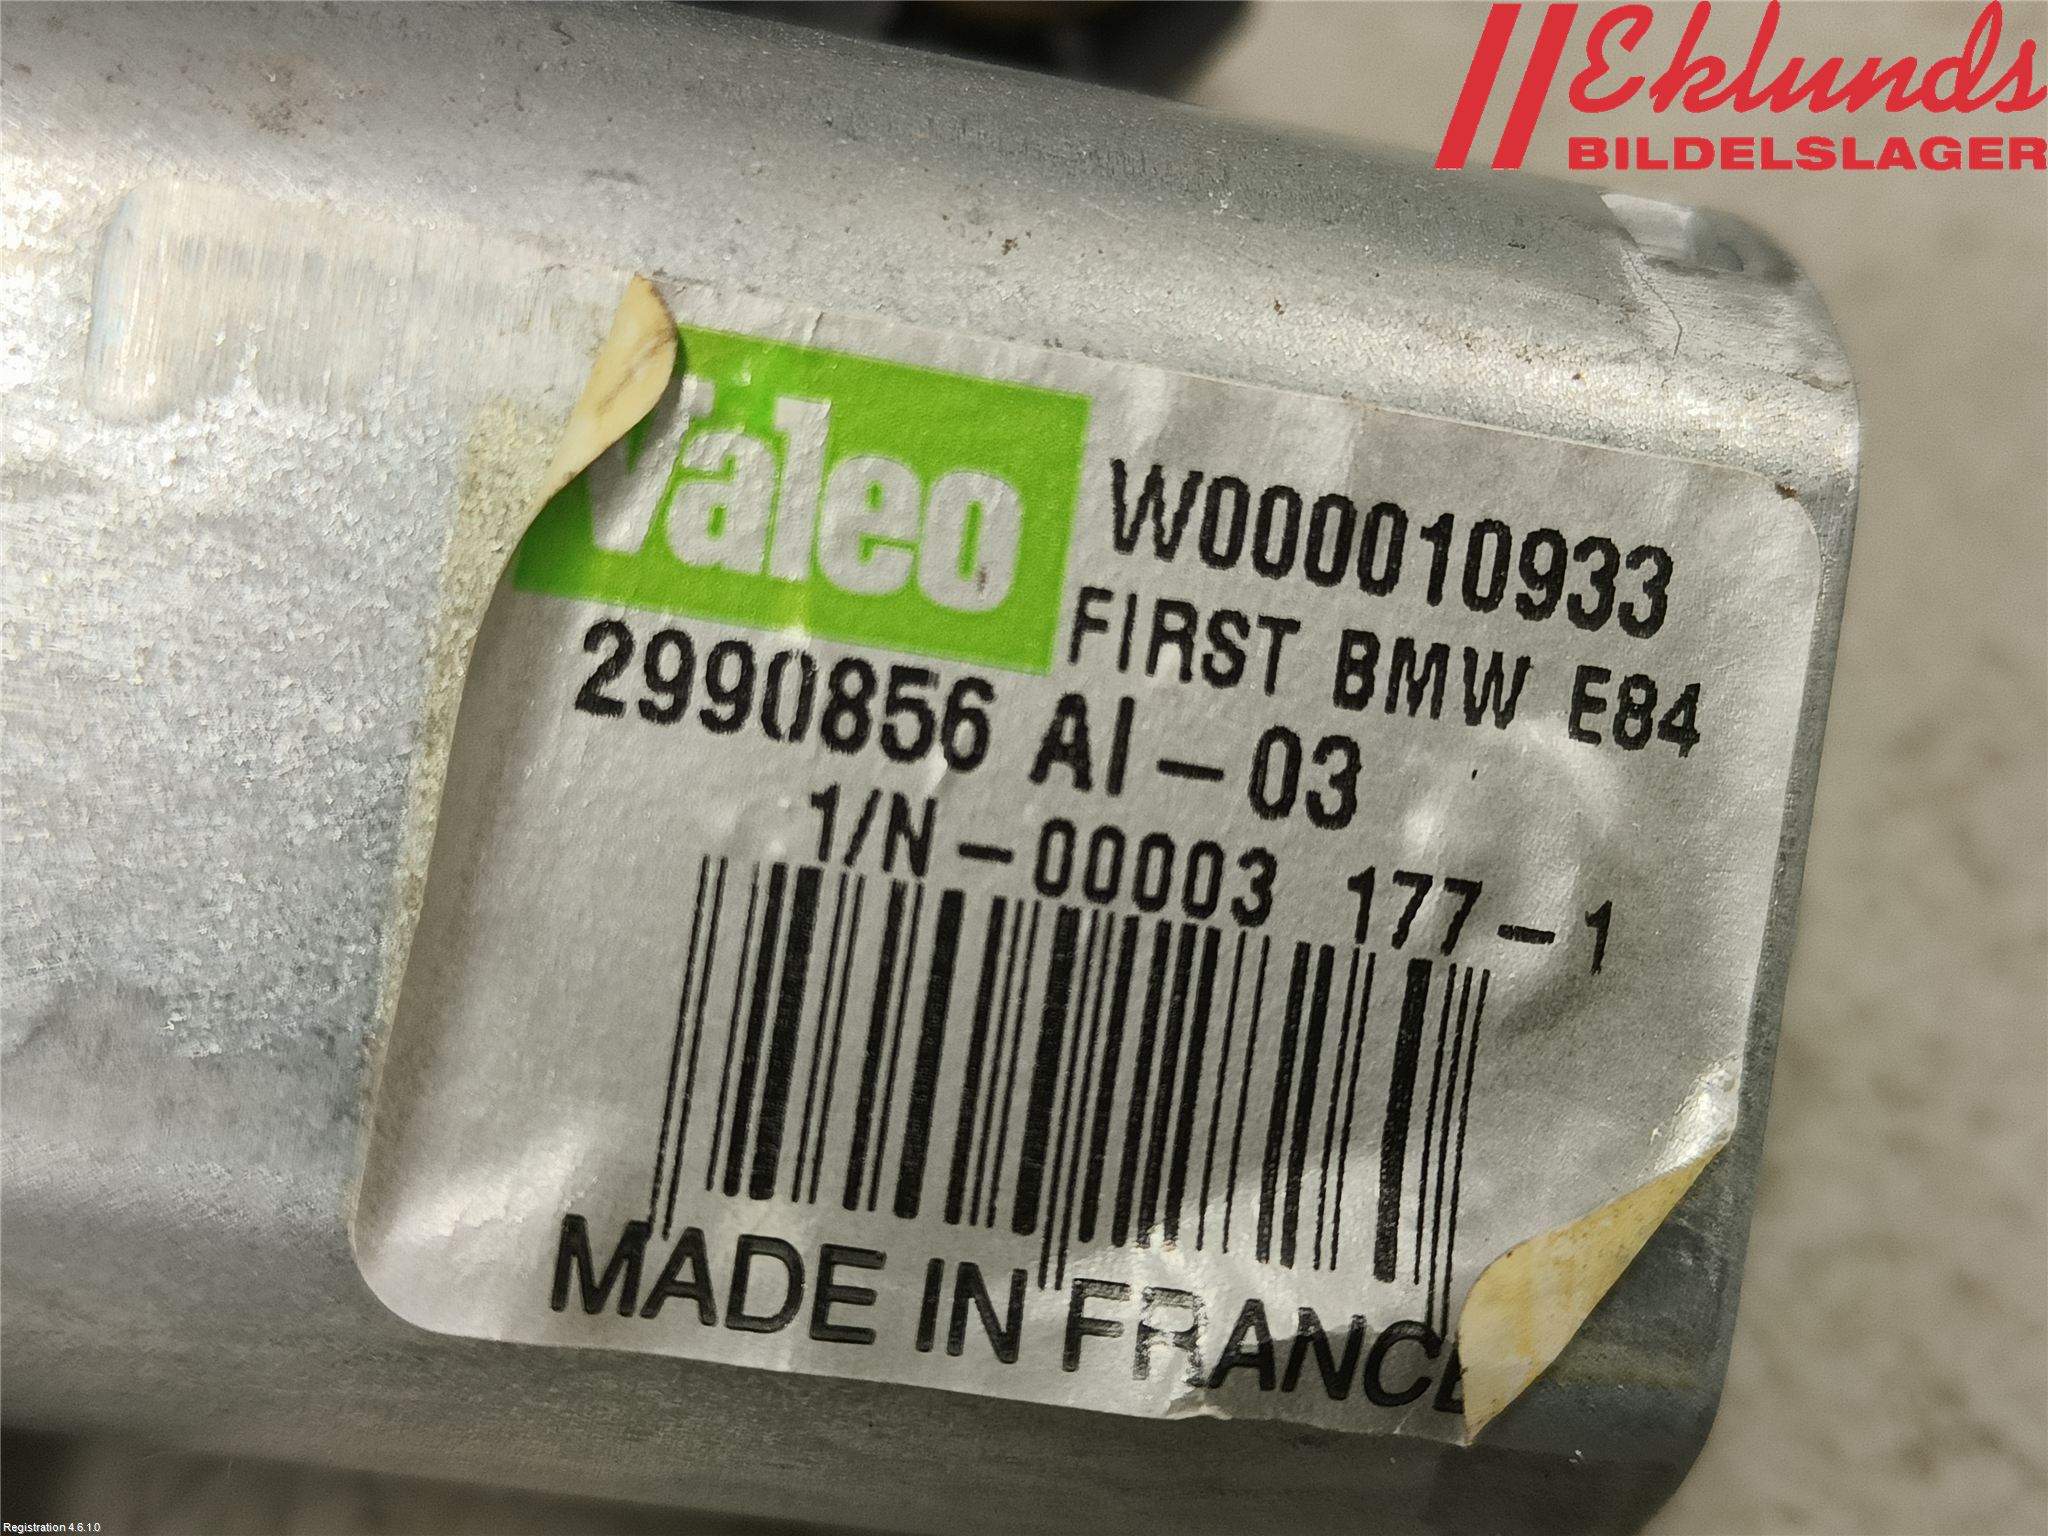 Eklunds
BILDELSLAGER
Valeo
W000010933
FIRST BMW E84
2990856 AI-03
1/N-00003 177-1
MADE IN FRANCE
Registration 4.6.1.0